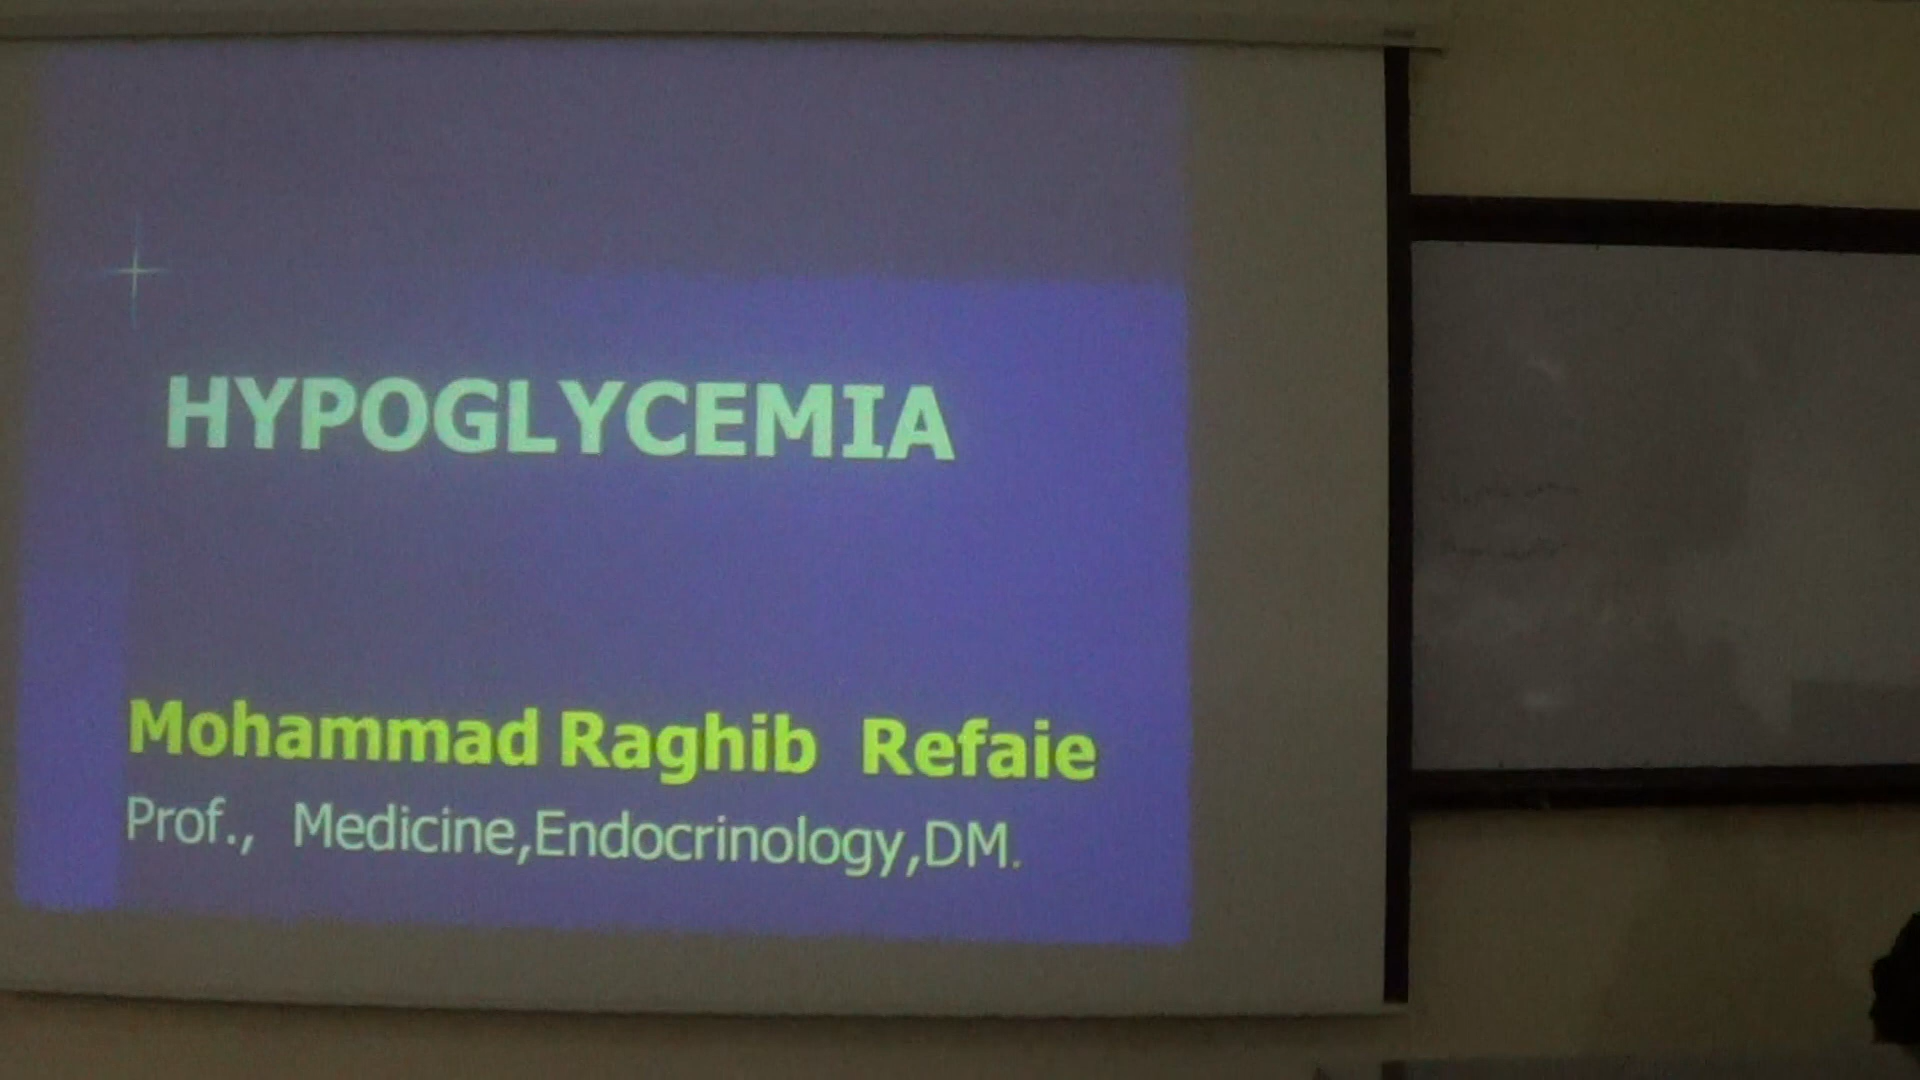 HYPOGLYCEMIA
Mohammad Raghib Refaie
Prof., Medicine,Endocrinology,DM.